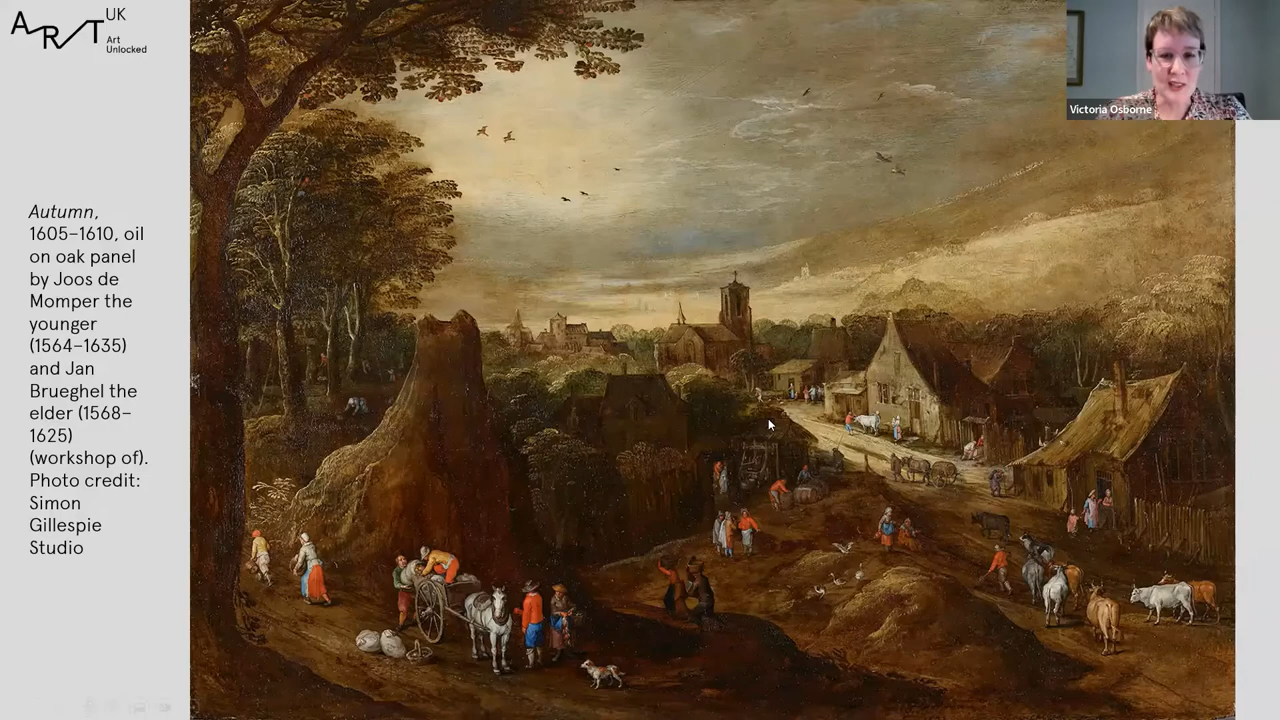 ART UK
Art
Unlocked
Victoria Osborne
Autumn,
1605–1610, oil
on oak panel
by Joos de
Momper the
younger
(1564–1635)
and Jan
Brueghel the
elder (1568–
1625)
(workshop of).
Photo credit:
Simon
Gillespie
Studio